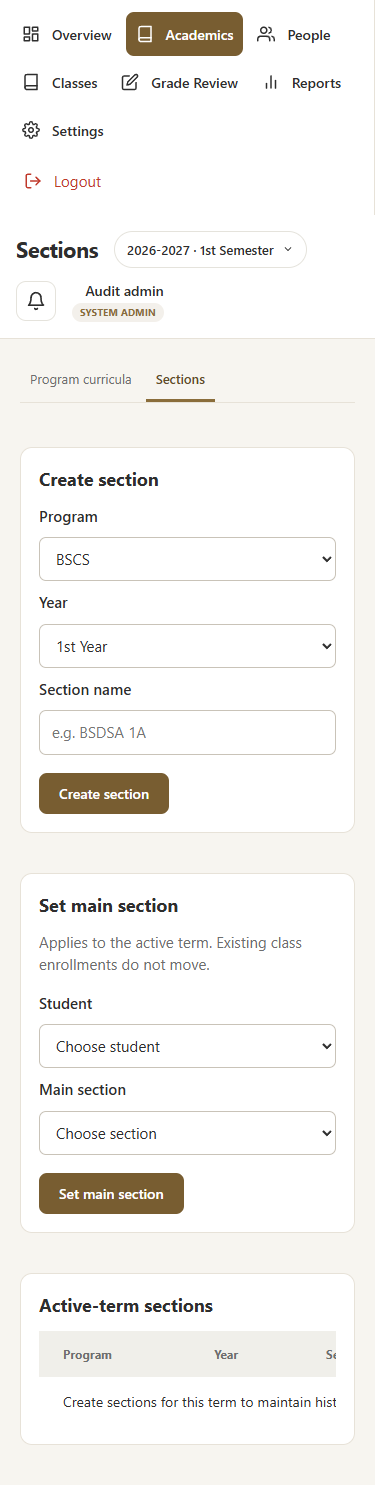 Overview Academics People
Classes Grade Review Reports
Settings
Logout
Sections 2026-2027 · 1st Semester
Audit admin
SYSTEM ADMIN
Program curricula Sections
Create section
Program
BSCS
Year
1st Year
Section name
e.g. BSDSA 1A
Create section
Set main section
Applies to the active term. Existing class
enrollments do not move.
Student
Choose student
Main section
Choose section
Set main section
Active-term sections
Program Year Se
Create sections for this term to maintain hist